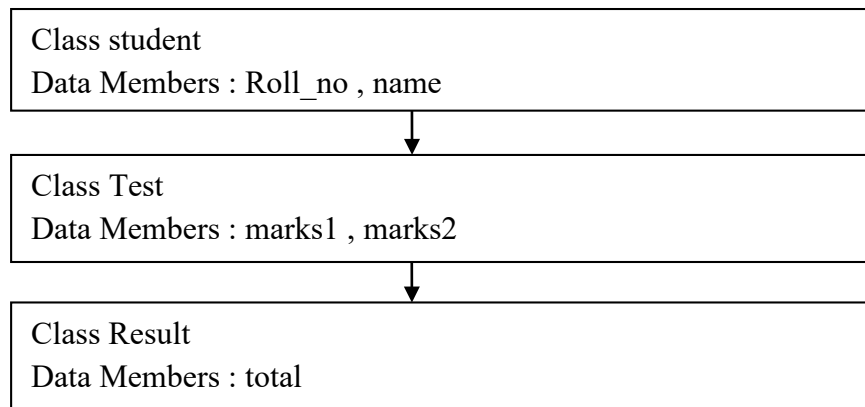 Class student
Data Members : Roll_no , name
Class Test
Data Members : marks1 , marks2
Class Result
Data Members : total